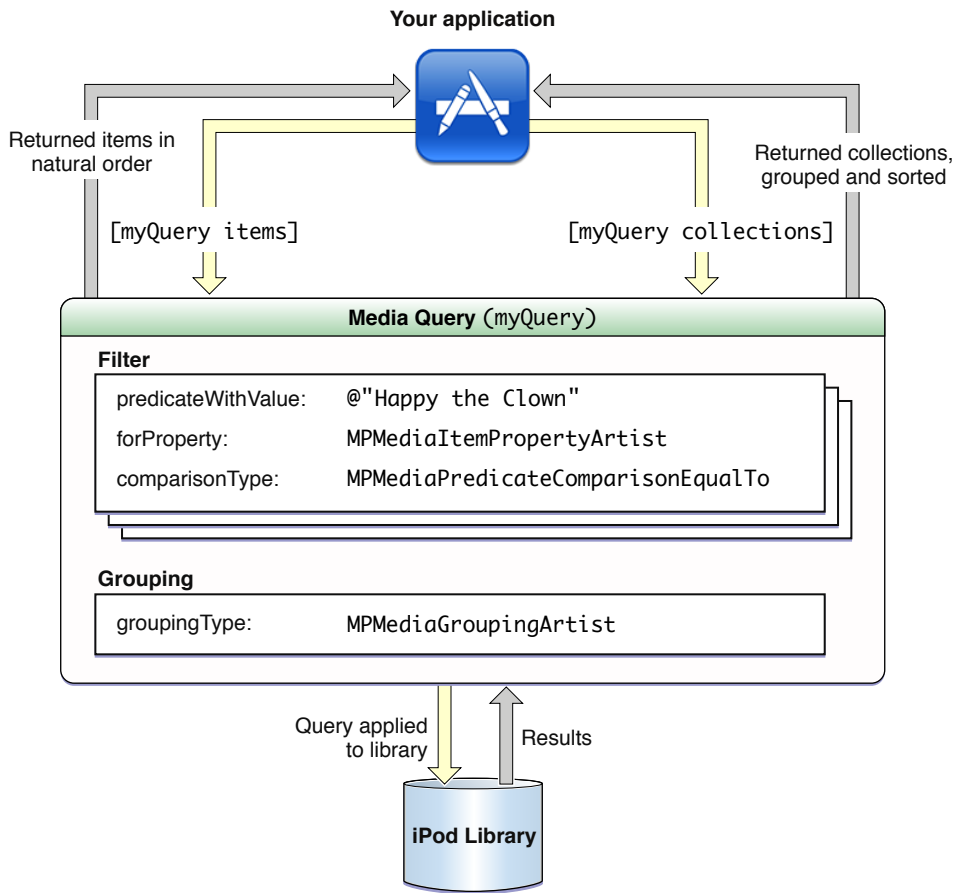 Your application
Returned items in
natural order
Returned collections,
grouped and sorted
[myQuery items]
[myQuery collections]
Media Query (myQuery)
Filter
predicateWithValue: @"Happy the Clown"
forProperty: MPMediaItemPropertyArtist
comparisonType: MPMediaPredicateComparisonEqualTo
Grouping
groupingType: MPMediaGroupingArtist
Query applied
to library
Results
iPod Library